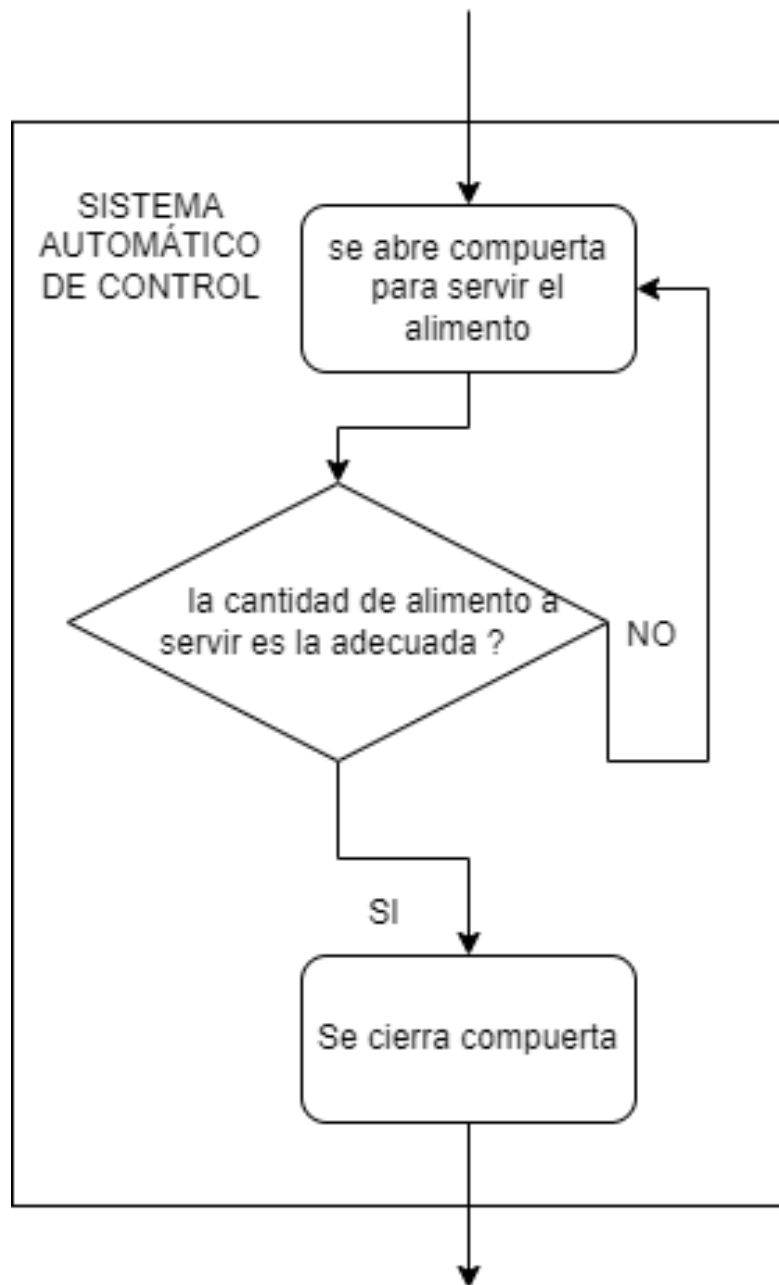 SISTEMA
AUTOMÁTICO
DE CONTROL
se abre compuerta
para servir el
alimento
la cantidad de alimento a
servir es la adecuada ?
NO
SI
Se cierra compuerta